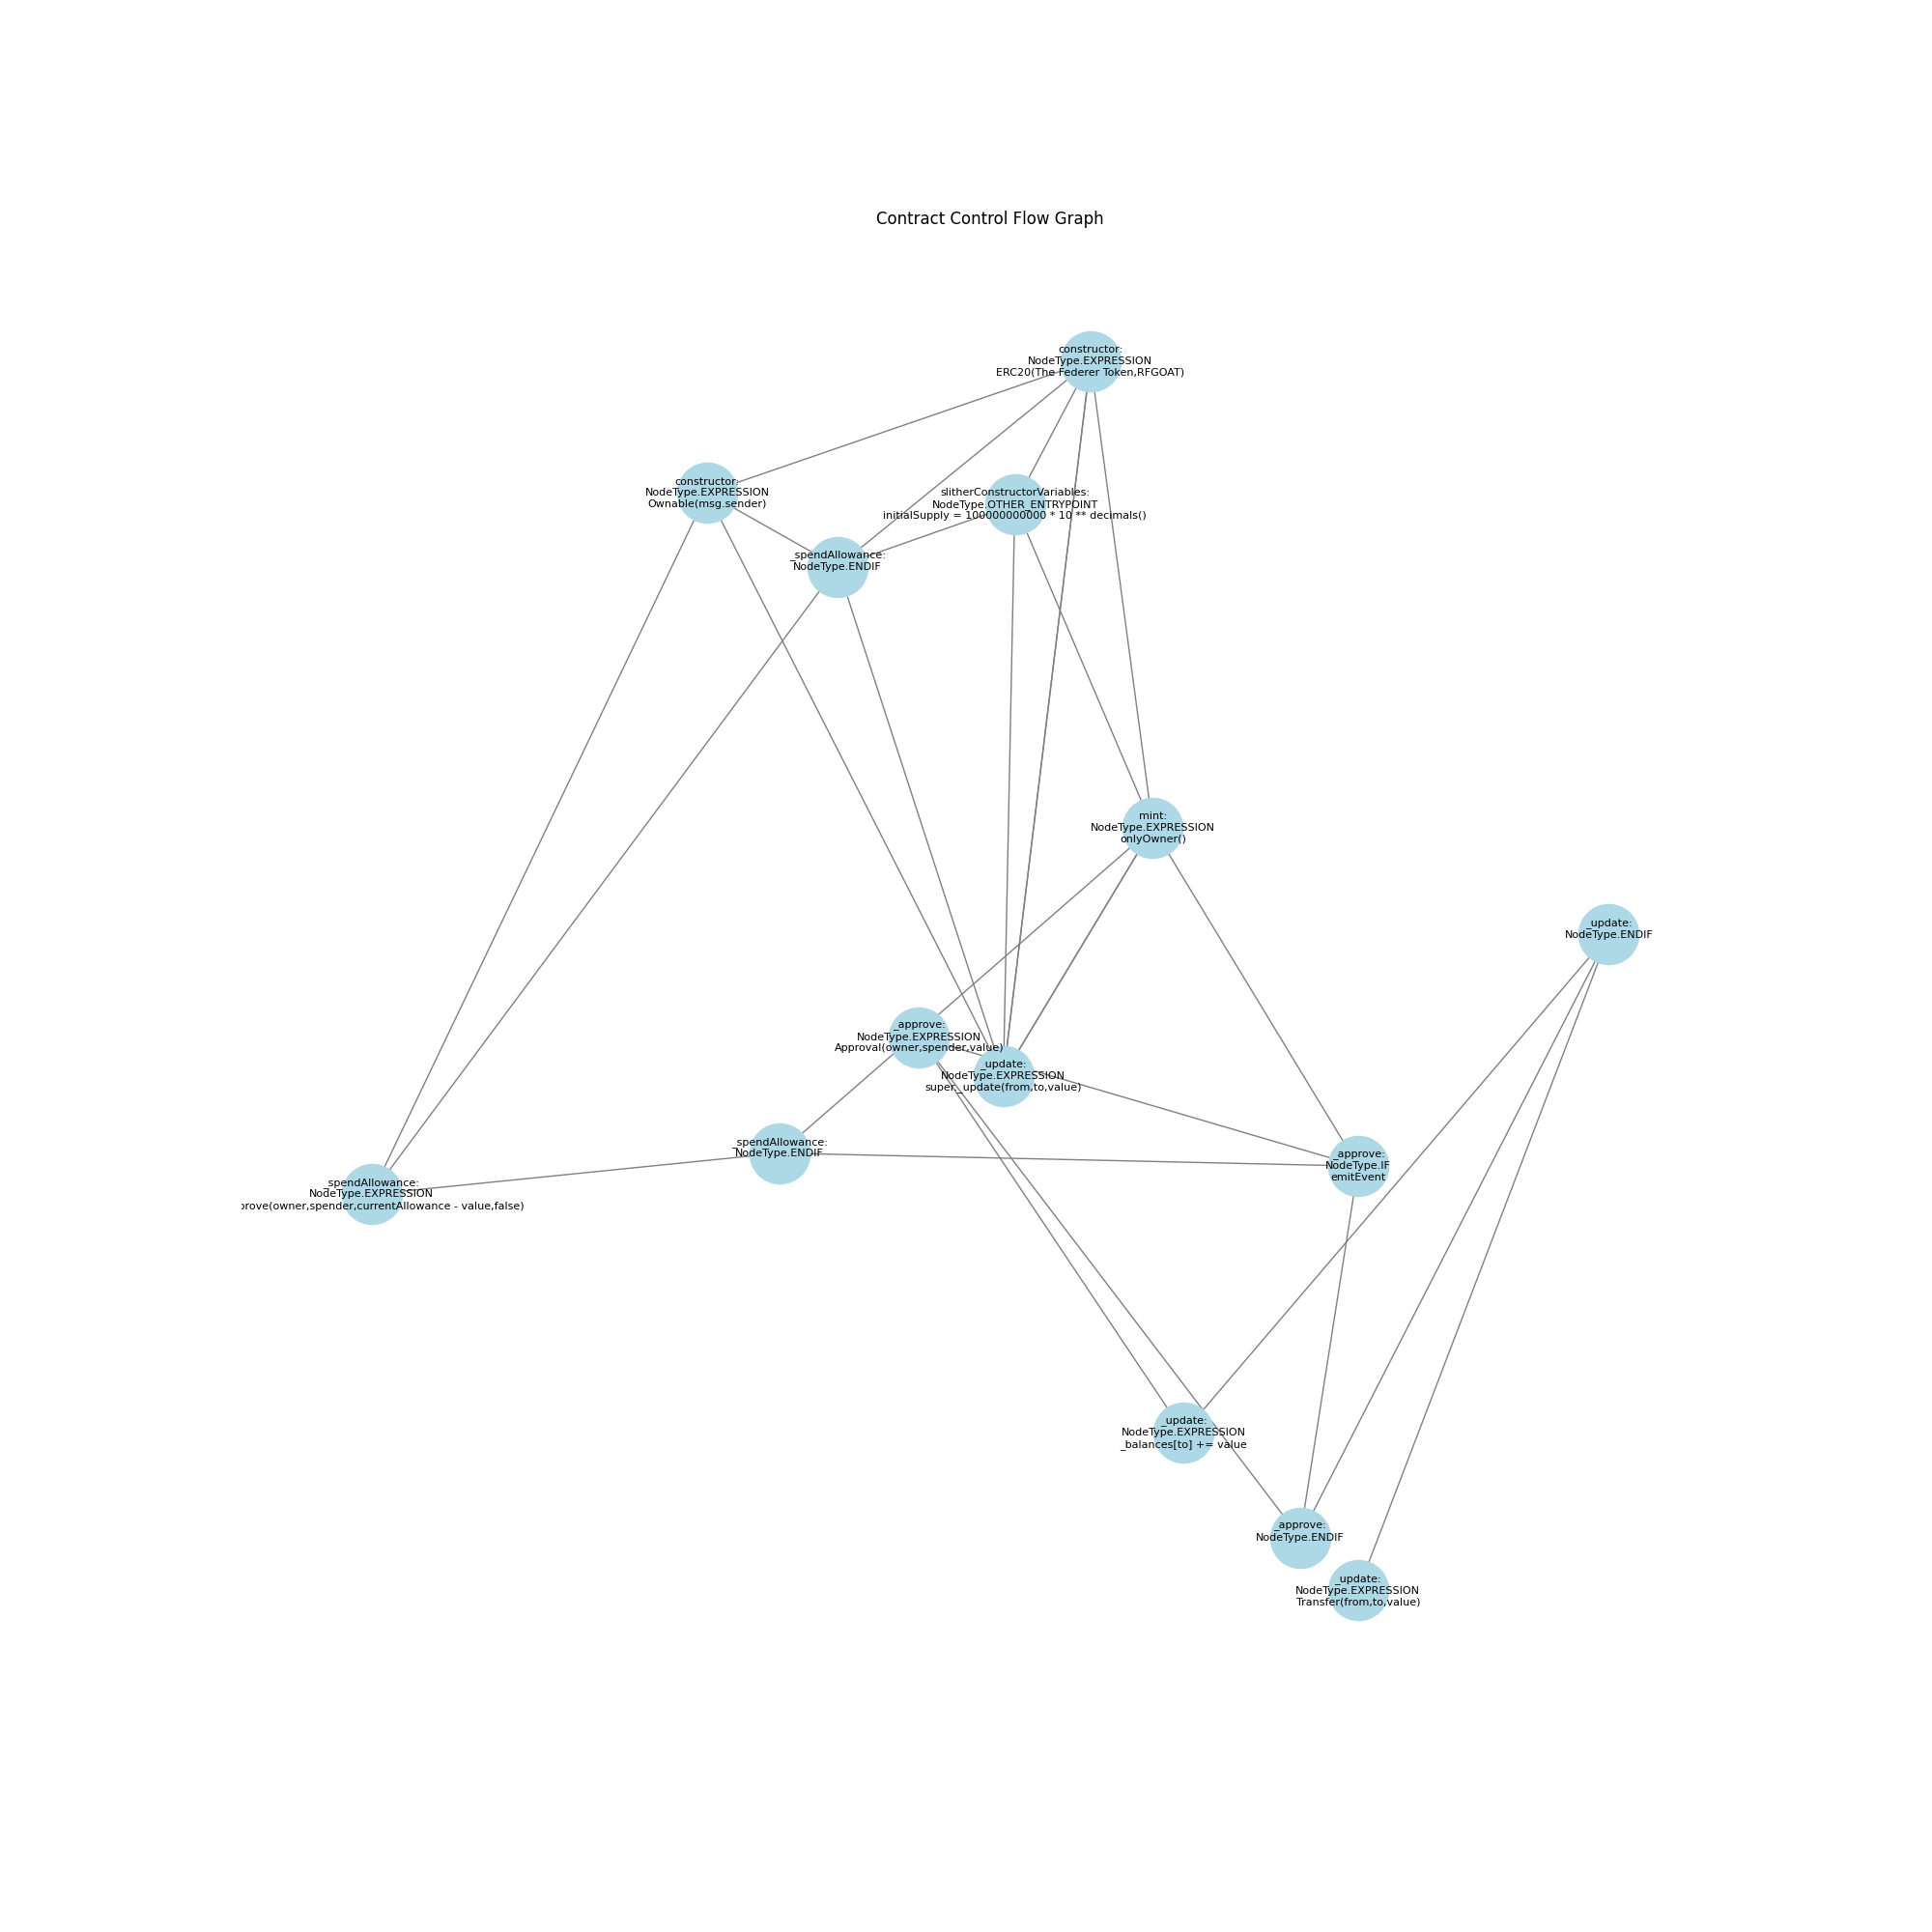 Contract Control Flow Graph
constructor:
NodeType.EXPRESSION
ERC20(The Federer Token,RFGOAT)
constructor:
NodeType.EXPRESSION
Ownable(msg.sender)
slitherConstructorVariables:
NodeType.OTHER_ENTRYPOINT
initialSupply = 100000000000 * 10 ** decimals()
_spendAllowance:
NodeType.ENDIF
mint:
NodeType.EXPRESSION
onlyOwner()
_update:
NodeType.ENDIF
_approve:
NodeType.EXPRESSION
Approval(owner,spender,value)
_update:
NodeType.EXPRESSION
super._update(from,to,value)
_spendAllowance:
NodeType.ENDIF
_approve:
NodeType.IF
emitEvent
_spendAllowance:
NodeType.EXPRESSION
prove(owner,spender,currentAllowance - value,false)
_update:
NodeType.EXPRESSION
_balances[to] += value
_approve:
NodeType.ENDIF
_update:
NodeType.EXPRESSION
Transfer(from,to,value)